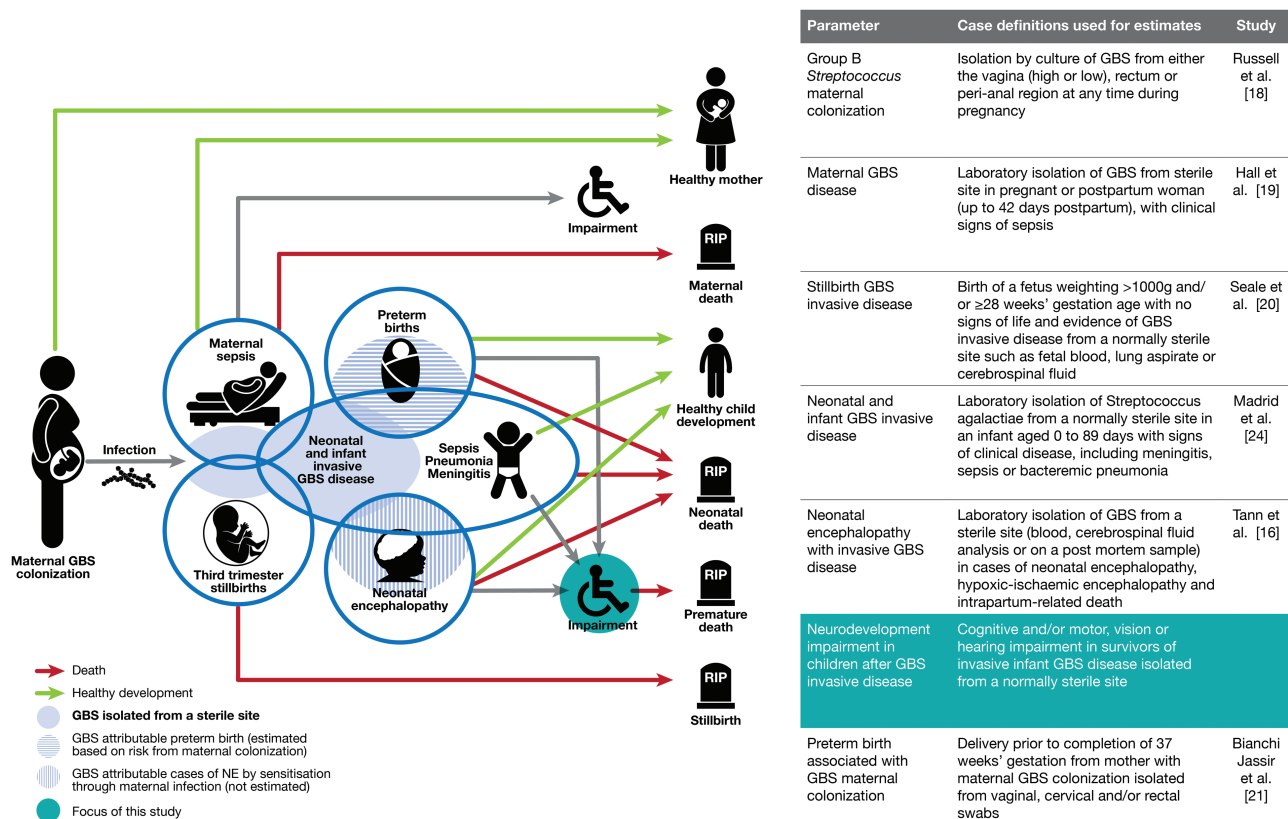 Healthy mother
Impairment
RIP
Maternal
death
Preterm
births
Maternal
sepsis
Healthy child
development
Neonatal
and infant
invasive
GBS disease
Sepsis
Pneumonia
Meningitis
Infection
RIP
Neonatal
death
Maternal GBS
colonization
Third trimester
stillbirths
Neonatal
encephalopathy
Impairment
RIP
Premature
death
RIP
Stillbirth
Death
Healthy development
GBS isolated from a sterile site
GBS attributable preterm birth (estimated
based on risk from maternal colonization)
GBS attributable cases of NE by sensitisation
through maternal infection (not estimated)
Focus of this study
Parameter Case definitions used for estimates Study
Group B
Streptococcus
maternal
colonization
Isolation by culture of GBS from either
the vagina (high or low), rectum or
peri-anal region at any time during
pregnancy
Russell
et al.
[18]
Maternal GBS
disease
Laboratory isolation of GBS from sterile
site in pregnant or postpartum woman
(up to 42 days postpartum), with clinical
signs of sepsis
Hall et
al. [19]
Stillbirth GBS
invasive disease
Birth of a fetus weighting >1000g and/
or ≥28 weeks' gestation age with no
signs of life and evidence of GBS
invasive disease from a normally sterile
site such as fetal blood, lung aspirate or
cerebrospinal fluid
Seale et
al. [20]
Neonatal and
infant GBS invasive
disease
Laboratory isolation of Streptococcus
agalactiae from a normally sterile site in
an infant aged 0 to 89 days with signs
of clinical disease, including meningitis,
sepsis or bacteremic pneumonia
Madrid
et al.
[24]
Neonatal
encephalopathy
with invasive GBS
disease
Laboratory isolation of GBS from a
sterile site (blood, cerebrospinal fluid
analysis or on a post mortem sample)
in cases of neonatal encephalopathy,
hypoxic-ischaemic encephalopathy and
intrapartum-related death
Tann et
al. [16]
Neurodevelopment
impairment in
children after GBS
invasive disease
Cognitive and/or motor, vision or
hearing impairment in survivors of
invasive infant GBS disease isolated
from a normally sterile site
Preterm birth
associated with
GBS maternal
colonization
Delivery prior to completion of 37
weeks' gestation from mother with
maternal GBS colonization isolated
from vaginal, cervical and/or rectal
swabs
Bianchi
Jassir
et al.
[21]